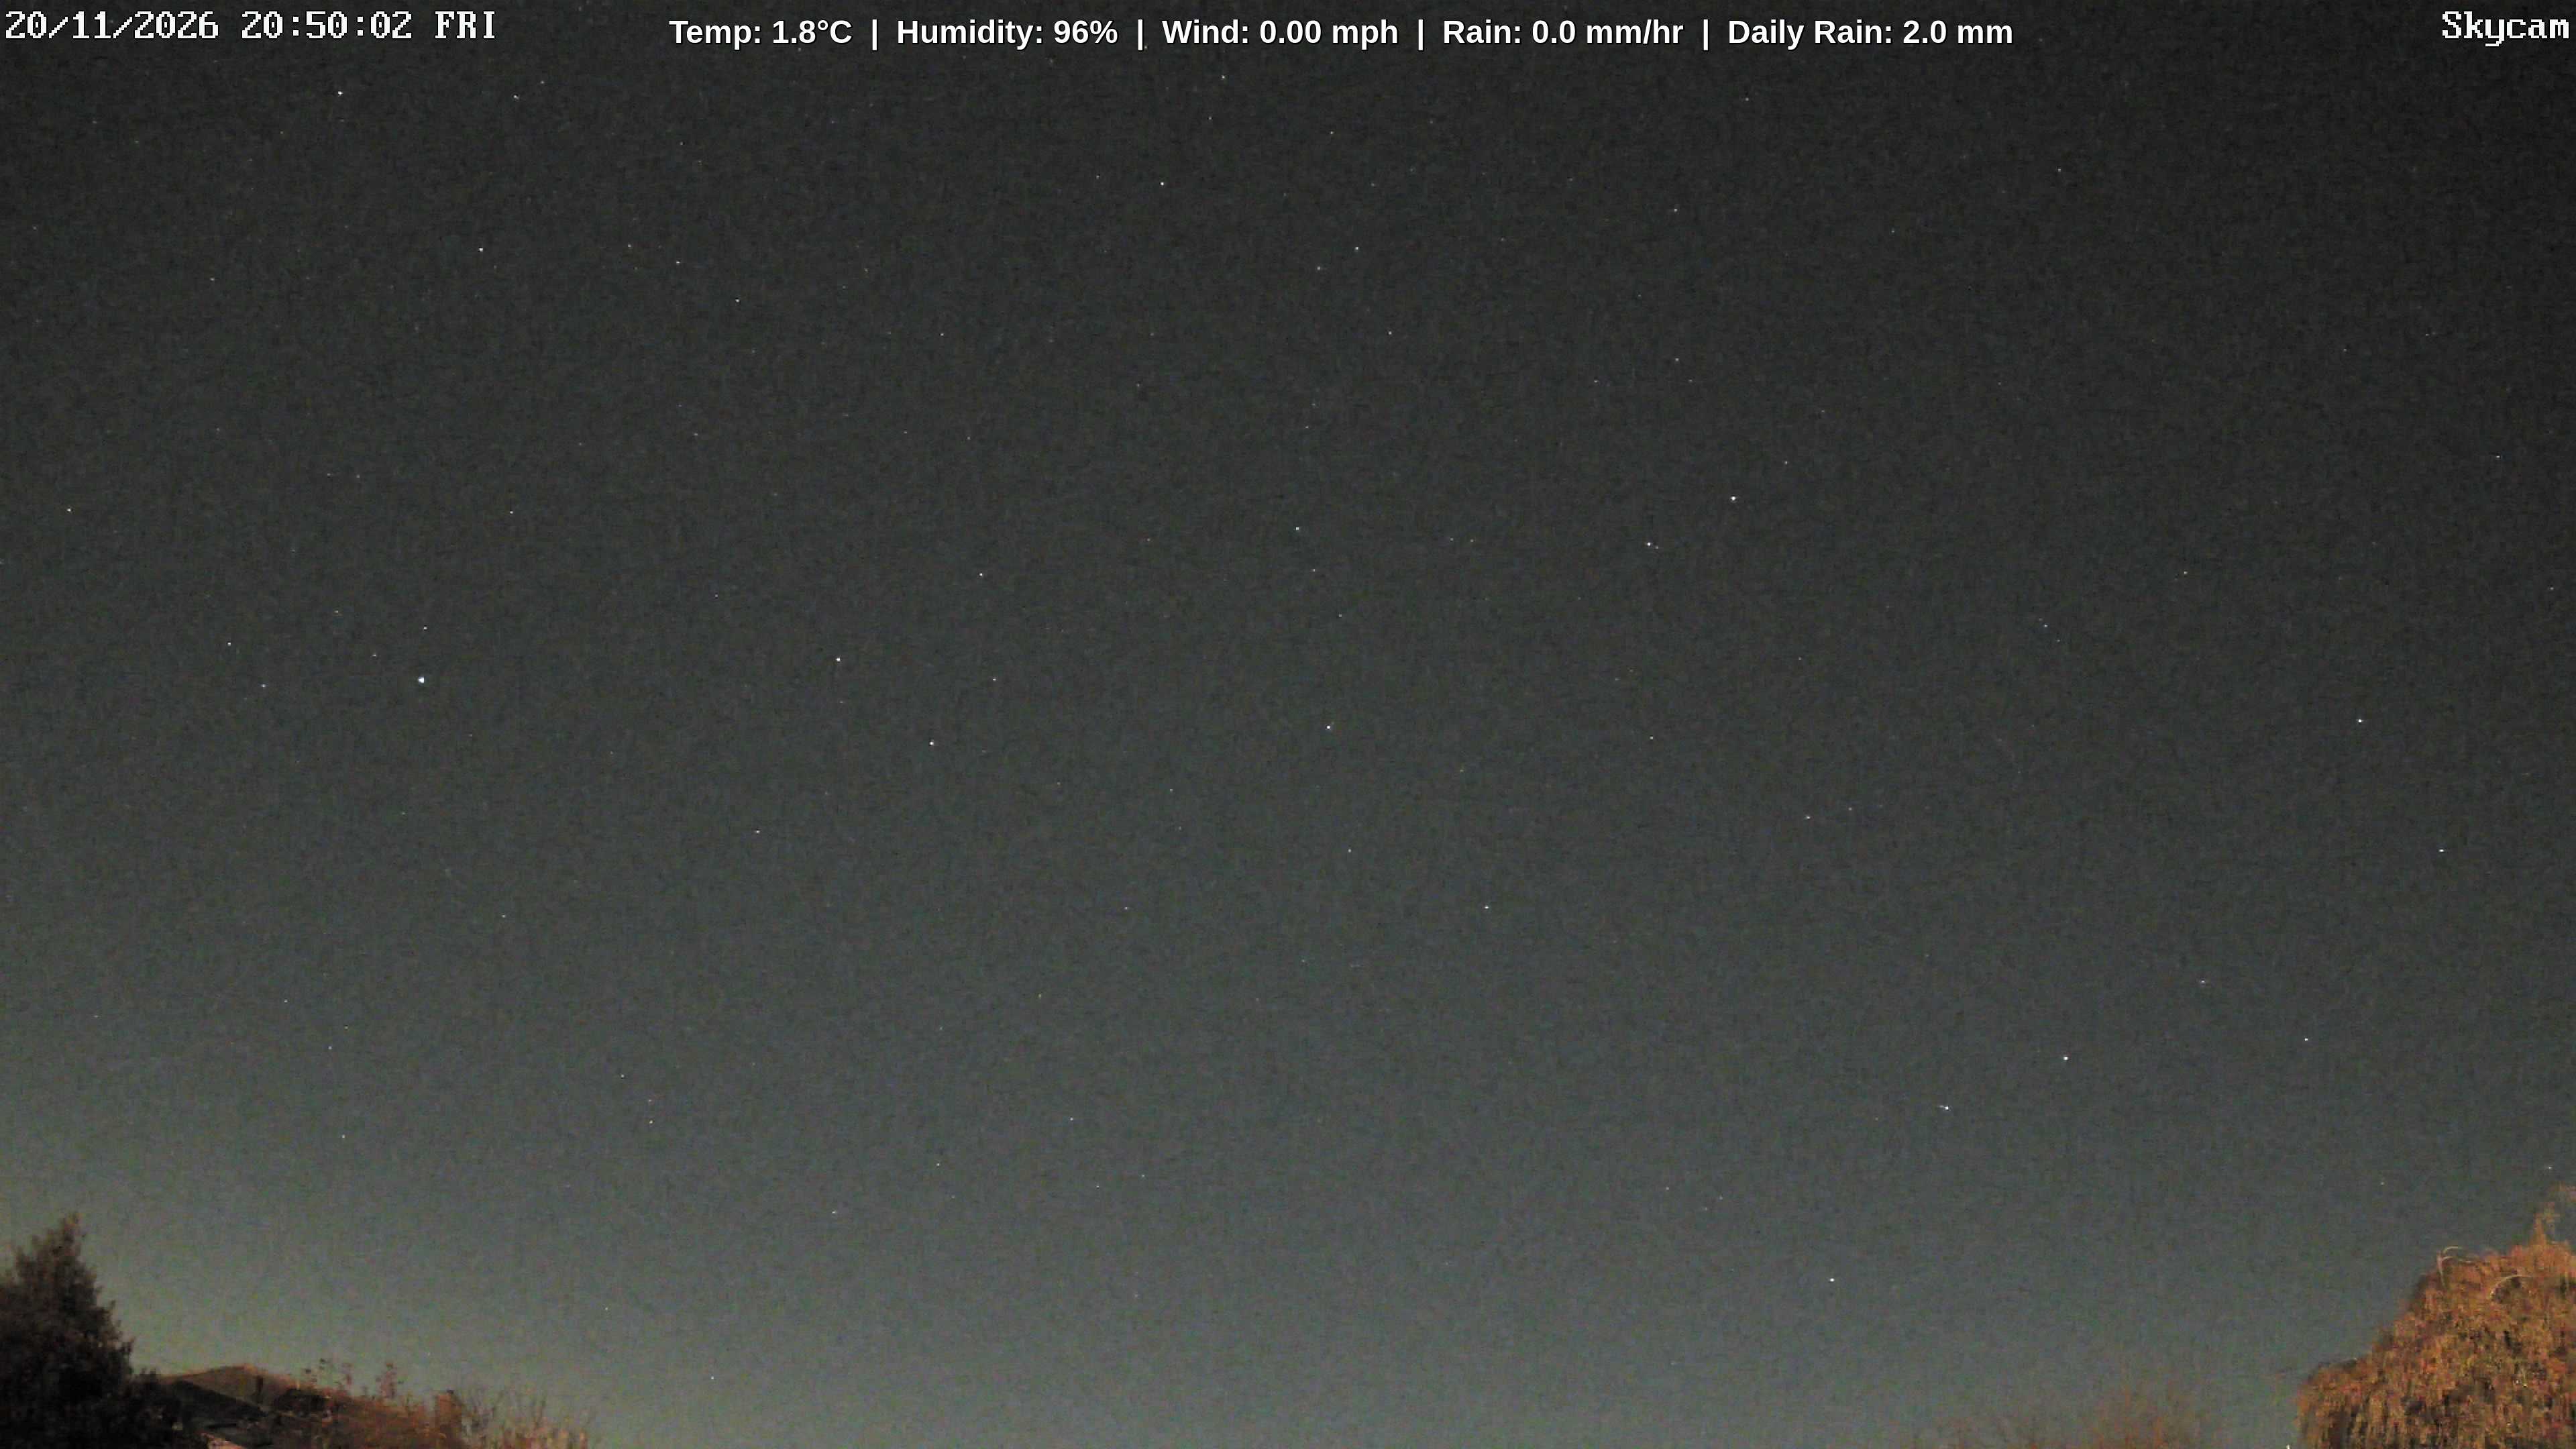 20/11/2026 20:50:02 FRI
Temp: 1.8°C | Humidity: 96% | Wind: 0.00 mph | Rain: 0.0 mm/hr | Daily Rain: 2.0 mm
Skycam